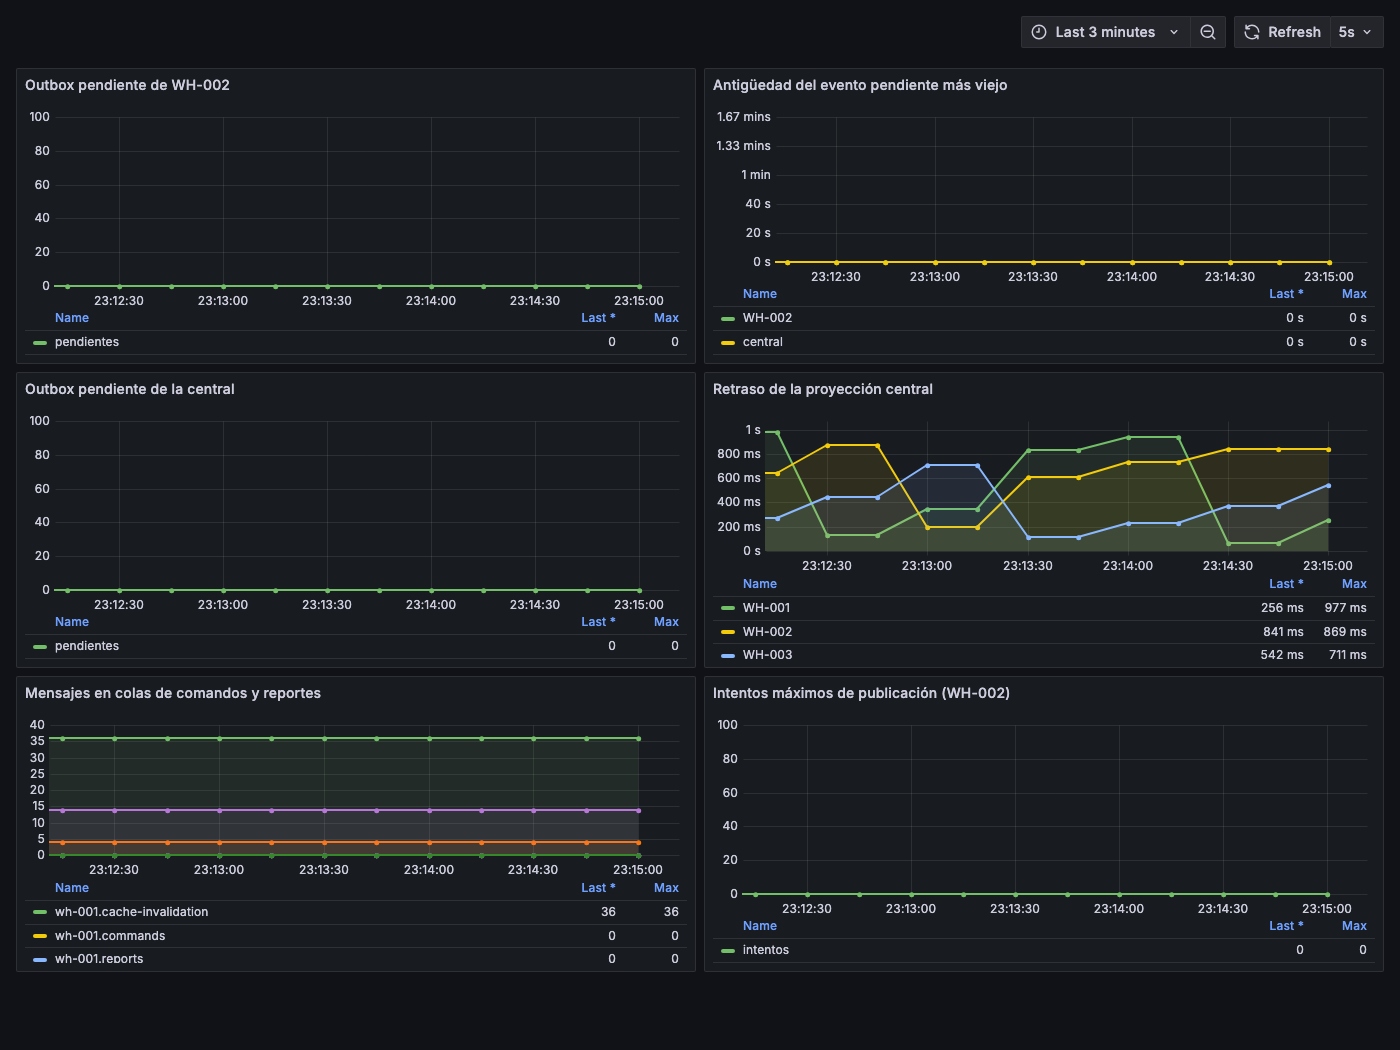 Last 3 minutes
Refresh
5s
Outbox pendiente de WH-002
100
80
60
40
20
0
23:12:30 23:13:00 23:13:30 23:14:00 23:14:30 23:15:00
Name Last * Max
pendientes 0 0
Antigüedad del evento pendiente más viejo
1.67 mins
1.33 mins
1 min
40 s
20 s
0 s
23:12:30 23:13:00 23:13:30 23:14:00 23:14:30 23:15:00
Name Last * Max
WH-002 0 s 0 s
central 0 s 0 s
Outbox pendiente de la central
100
80
60
40
20
0
23:12:30 23:13:00 23:13:30 23:14:00 23:14:30 23:15:00
Name Last * Max
pendientes 0 0
Retraso de la proyección central
1 s
800 ms
600 ms
400 ms
200 ms
0 s
23:12:30 23:13:00 23:13:30 23:14:00 23:14:30 23:15:00
Name Last * Max
WH-001 256 ms 977 ms
WH-002 841 ms 869 ms
WH-003 542 ms 711 ms
Mensajes en colas de comandos y reportes
40
35
30
25
20
15
10
5
0
23:12:30 23:13:00 23:13:30 23:14:00 23:14:30 23:15:00
Name Last * Max
wh-001.cache-invalidation 36 36
wh-001.commands 0 0
wh-001.reports 0 0
Intentos máximos de publicación (WH-002)
100
80
60
40
20
0
23:12:30 23:13:00 23:13:30 23:14:00 23:14:30 23:15:00
Name Last * Max
intentos 0 0